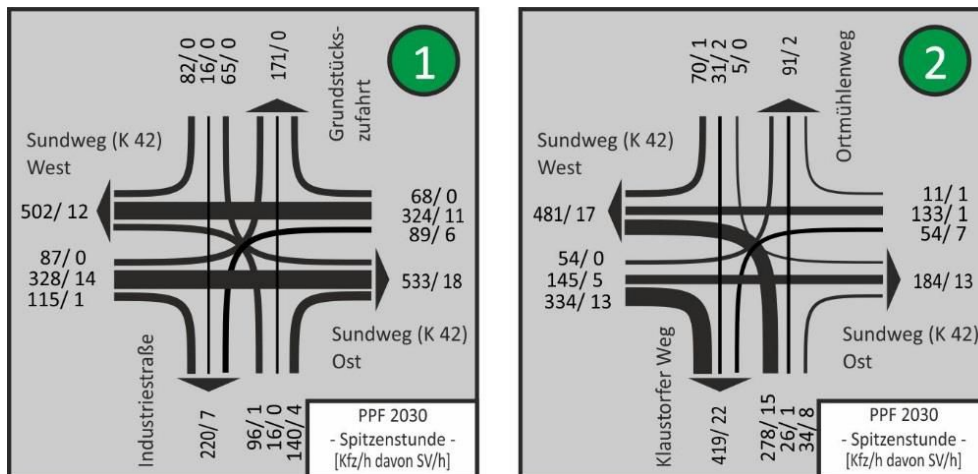 82/ 0
16/ 0
65/ 0
171/ 0
Grundstücks-
zufahrt
1
Sundweg (K 42)
West
502/ 12
68/ 0
324/ 11
89/ 6
87/ 0
328/ 14
115/ 1
533/ 18
Sundweg (K 42)
Ost
Industriestraße
220/ 7
96/ 1
16/ 0
140/ 4
PPF 2030
- Spitzenstunde -
[Kfz/h davon SV/h]
70/ 1
31/ 2
5/ 0
91/ 2
Ortmühlenweg
2
Sundweg (K 42)
West
481/ 17
11/ 1
133/ 1
54/ 7
54/ 0
145/ 5
334/ 13
184/ 13
Sundweg (K 42)
Ost
Klaustorfer Weg
419/ 22
278/ 15
26/ 1
34/ 8
PPF 2030
- Spitzenstunde -
[Kfz/h davon SV/h]